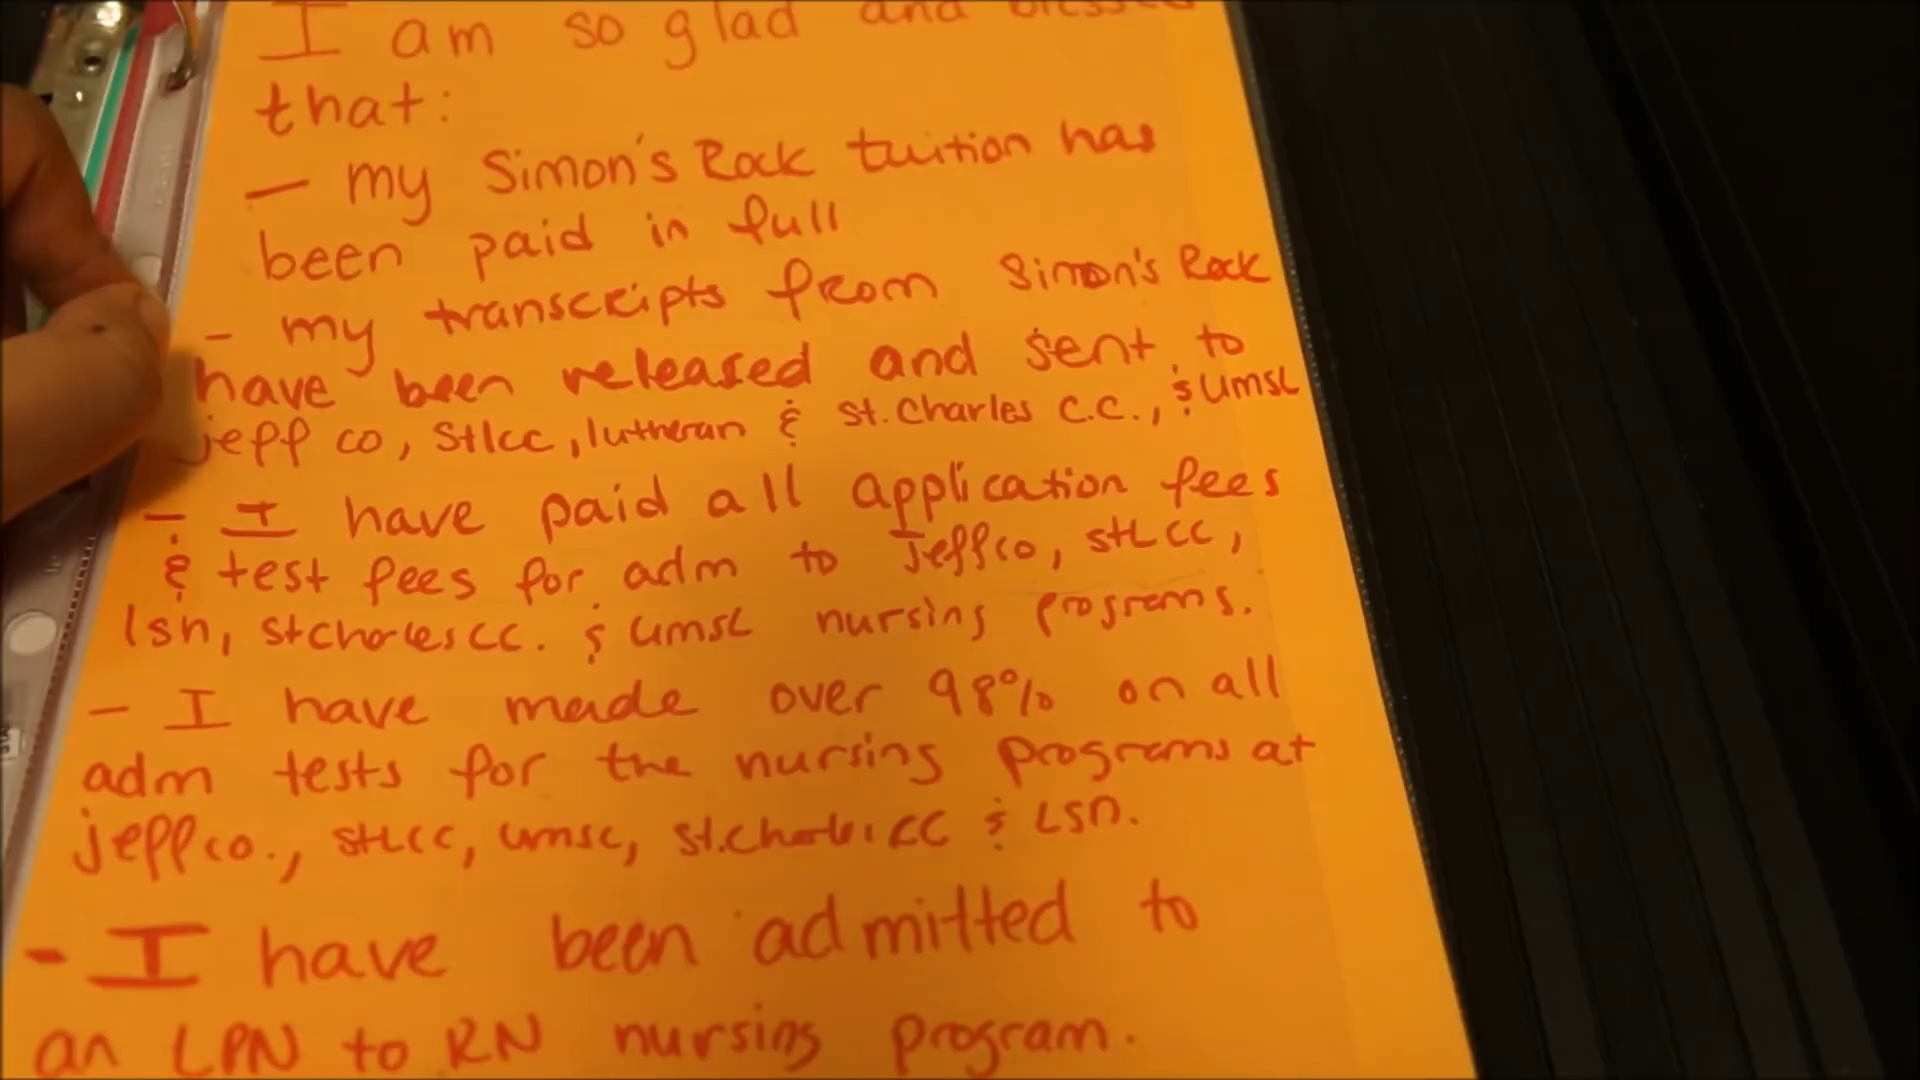 I am so glad and blessed
that:
— my Simon's Rock tuition has
been paid in full
- my transcripts from Simon's Rock
have been released and sent to
jeff co, stlcc, lutheran & st. Charles c.c., & UMSL
- I have paid all application fees
& test fees for adm to Jeffco, stLcc,
lsn, st Charles CC. & UMSL nursing programs.
- I have made over 98% on all
adm tests for the nursing programs at
jeffco., stLcc, umsc, st. Charles CC & LSN.
- I have been admitted to
an LPN to RN nursing program.